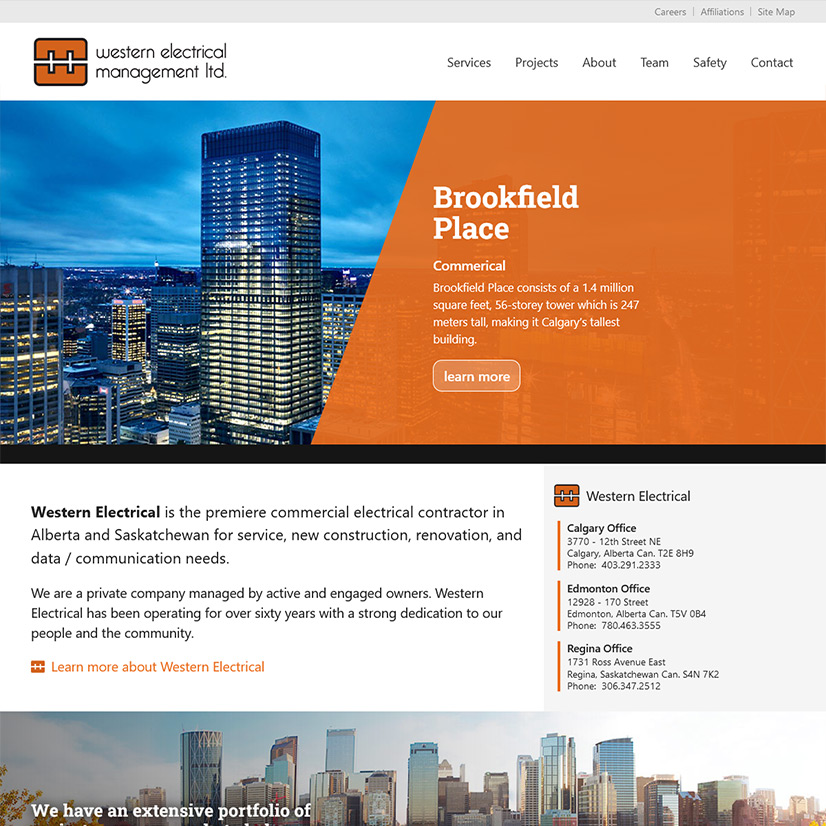 Careers | Affiliations | Site Map
western electrical
management ltd.
Services Projects About Team Safety Contact
Brookfield
Place
Commerical
Brookfield Place consists of a 1.4 million
square feet, 56-storey tower which is 247
meters tall, making it Calgary's tallest
building.
learn more
Western Electrical is the premiere commercial electrical contractor in
Alberta and Saskatchewan for service, new construction, renovation, and
data / communication needs.
We are a private company managed by active and engaged owners. Western
Electrical has been operating for over sixty years with a strong dedication to our
people and the community.
Learn more about Western Electrical
Western Electrical
Calgary Office
3770 - 12th Street NE
Calgary, Alberta Can. T2E 8H9
Phone: 403.291.2333
Edmonton Office
12928 - 170 Street
Edmonton, Alberta Can. T5V 0B4
Phone: 780.463.3555
Regina Office
1731 Ross Avenue East
Regina, Saskatchewan Can. S4N 7K2
Phone: 306.347.2512
We have an extensive portfolio of